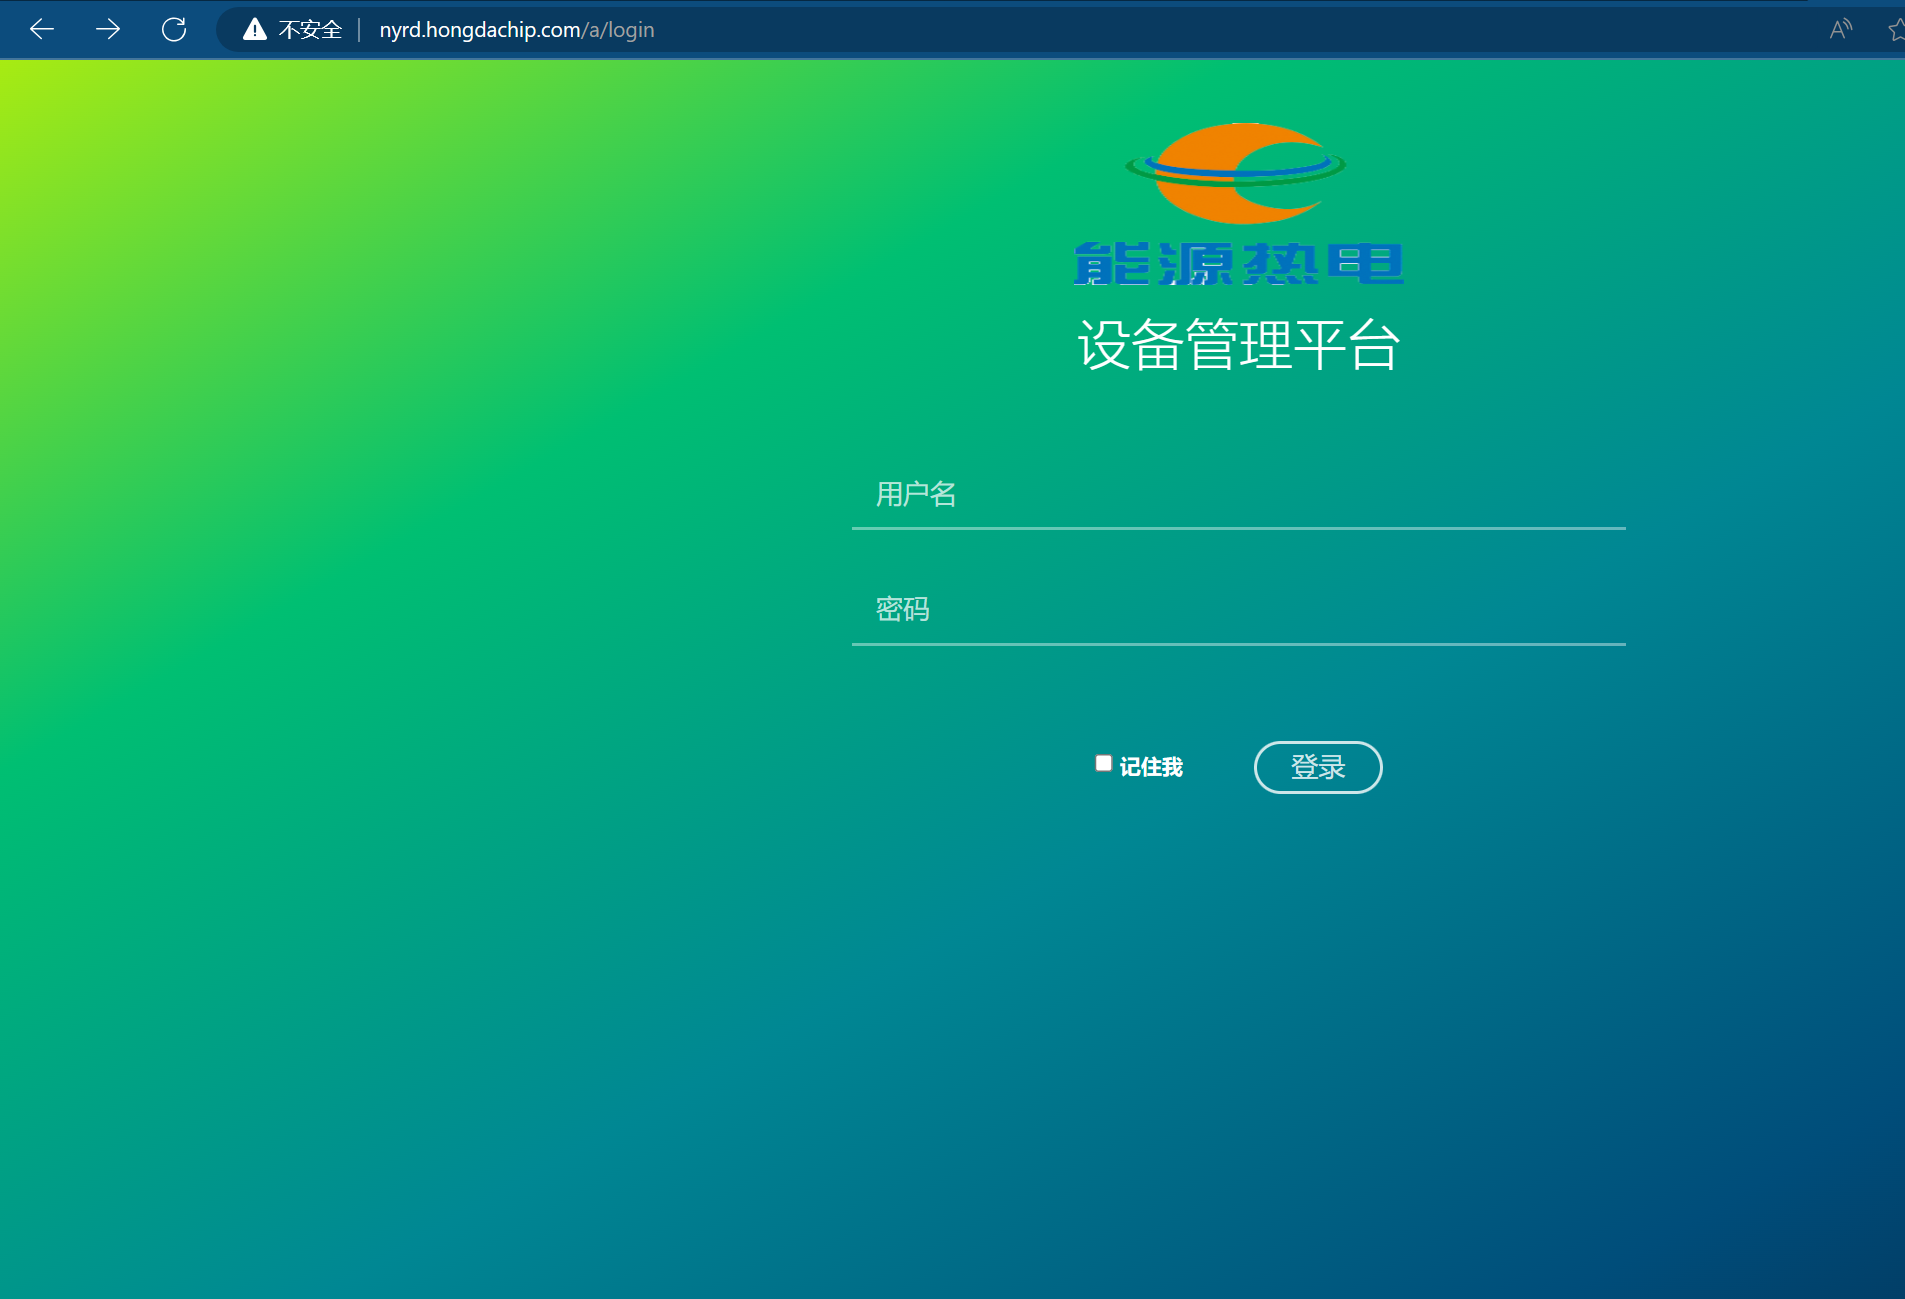 不安全 nyrd.hongdachip.com/a/login
能源热电
设备管理平台
用户名
密码
记住我 登录